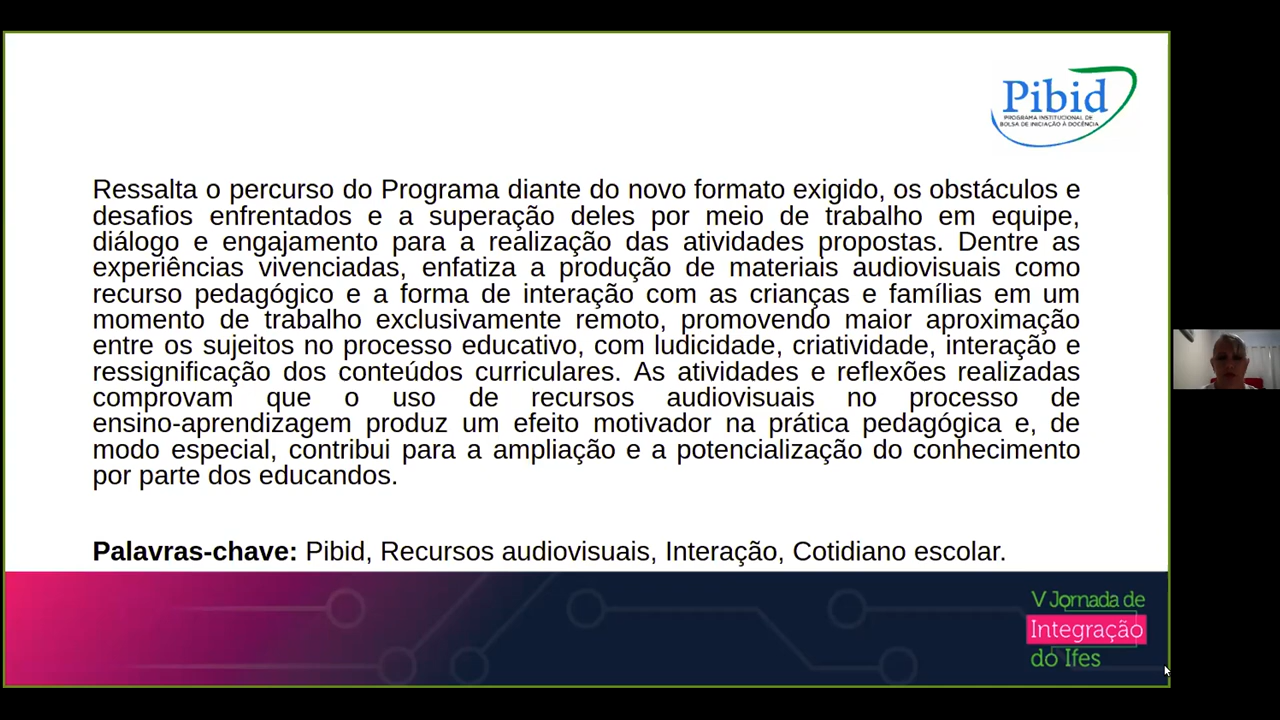 Pibid
PROGRAMA INSTITUCIONAL DE
BOLSA DE INICIAÇÃO À DOCÊNCIA
Ressalta o percurso do Programa diante do novo formato exigido, os obstáculos e
desafios enfrentados e a superação deles por meio de trabalho em equipe,
diálogo e engajamento para a realização das atividades propostas. Dentre as
experiências vivenciadas, enfatiza a produção de materiais audiovisuais como
recurso pedagógico e a forma de interação com as crianças e famílias em um
momento de trabalho exclusivamente remoto, promovendo maior aproximação
entre os sujeitos no processo educativo, com ludicidade, criatividade, interação e
ressignificação dos conteúdos curriculares. As atividades e reflexões realizadas
comprovam que o uso de recursos audiovisuais no processo de
ensino-aprendizagem produz um efeito motivador na prática pedagógica e, de
modo especial, contribui para a ampliação e a potencialização do conhecimento
por parte dos educandos.
Palavras-chave: Pibid, Recursos audiovisuais, Interação, Cotidiano escolar.
V Jornada de
Integração
do Ifes